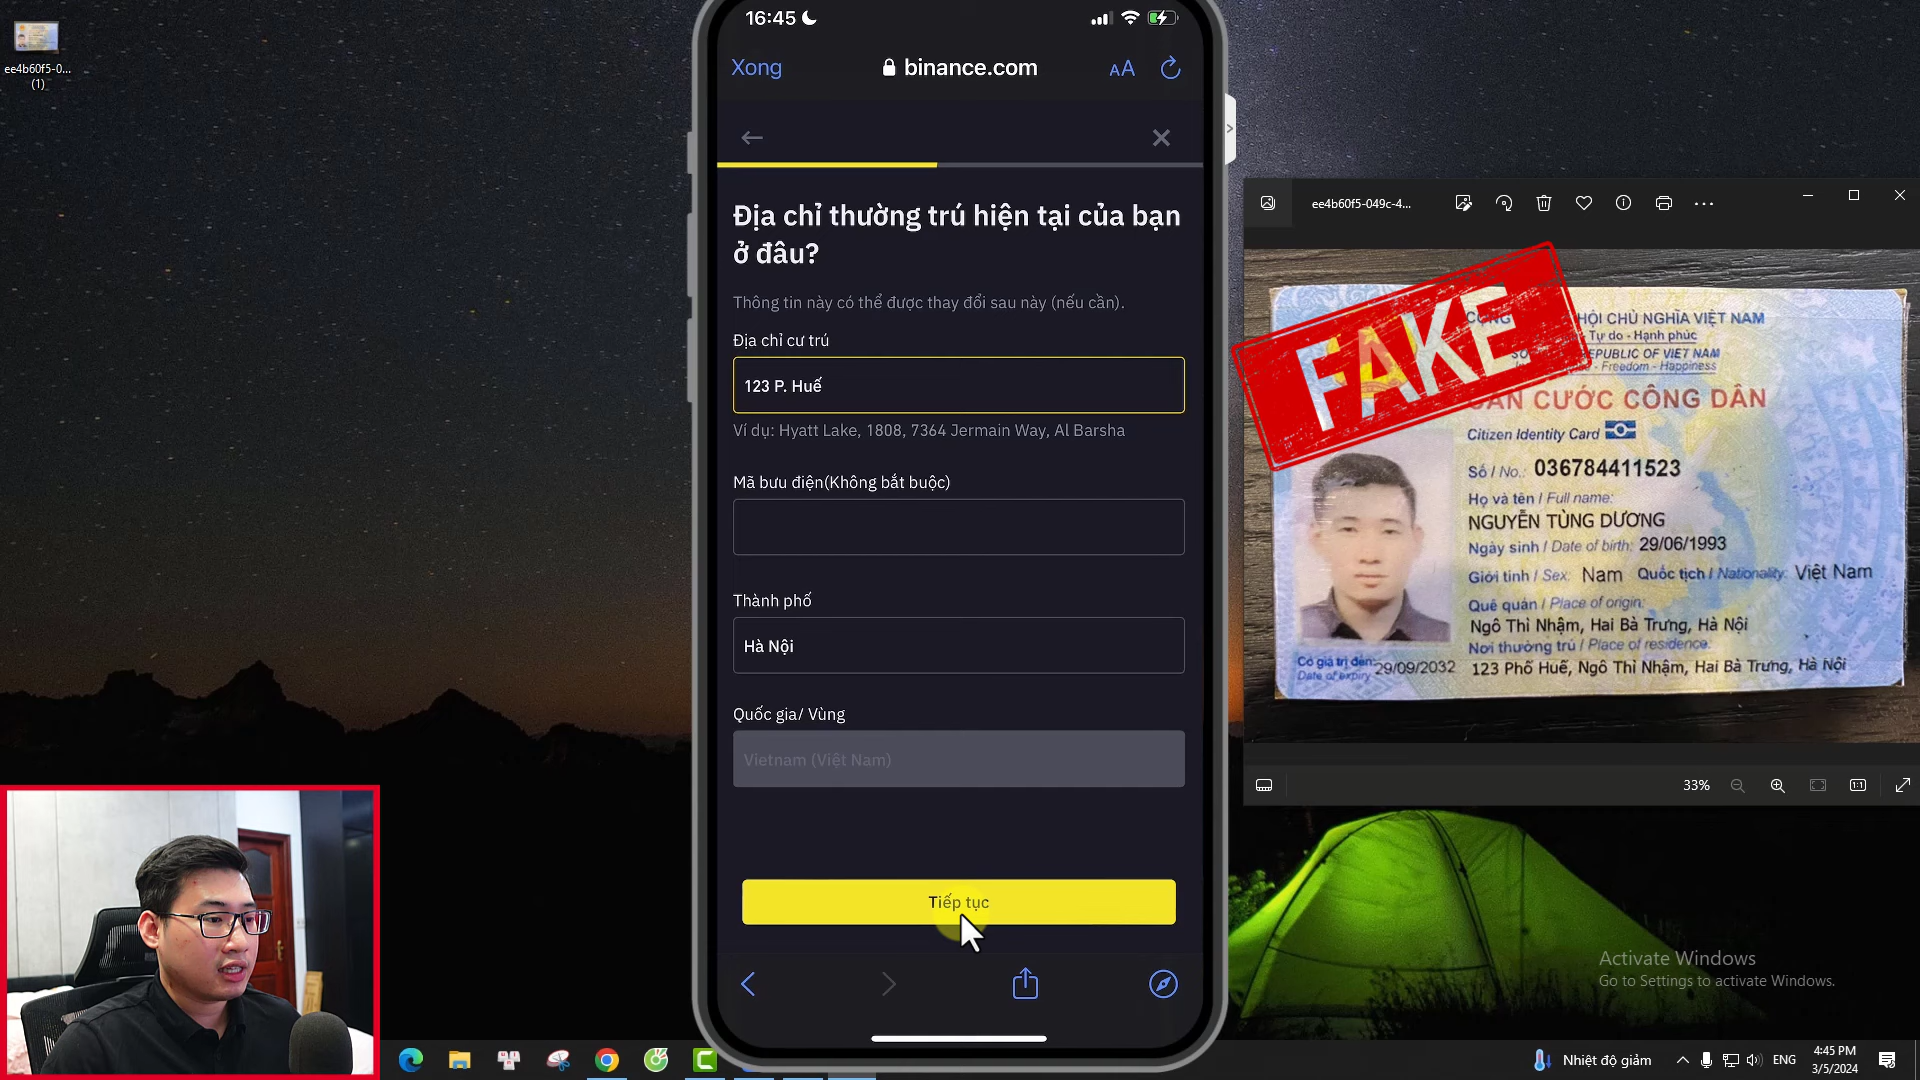 ee4b60f5-0...
(1)
16:45
Xong
binance.com
AA
Địa chỉ thường trú hiện tại của bạn
ở đâu?
Thông tin này có thể được thay đổi sau này (nếu cần).
Địa chỉ cư trú
123 P. Huế
Ví dụ: Hyatt Lake, 1808, 7364 Jermain Way, Al Barsha
Mã bưu điện(Không bắt buộc)
Thành phố
Hà Nội
Quốc gia/ Vùng
Vietnam (Việt Nam)
Tiếp tục
ee4b60f5-049c-4...
FAKE
HỘI CHỦ NGHĨA VIỆT NAM
Tự do - Hạnh phúc
REPUBLIC OF VIET NAM
- Freedom - Happiness
CĂN CƯỚC CÔNG DÂN
Citizen Identity Card
Số / No.: 036784411523
Họ và tên / Full name:
NGUYỄN TÙNG DƯƠNG
Ngày sinh / Date of birth: 29/06/1993
Giới tính / Sex: Nam Quốc tịch / Nationality: Việt Nam
Quê quán / Place of origin:
Ngô Thì Nhậm, Hai Bà Trưng, Hà Nội
Nơi thường trú / Place of residence:
123 Phố Huế, Ngô Thì Nhậm, Hai Bà Trưng, Hà Nội
Có giá trị đến: 29/09/2032
Date of expiry
33%
1:1
Activate Windows
Go to Settings to activate Windows.
Nhiệt độ giảm
ENG
4:45 PM
3/5/2024